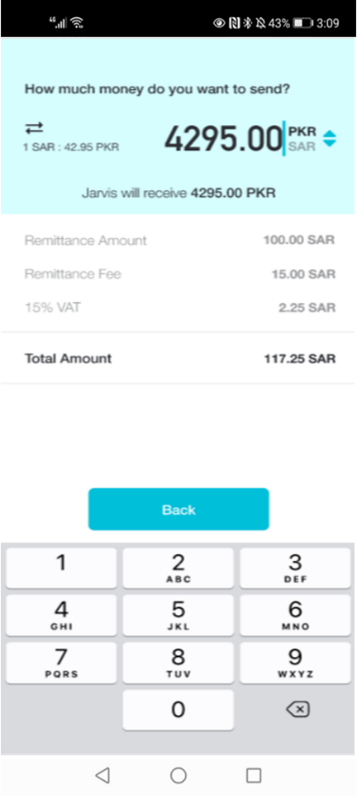 43% 3:09
How much money do you want to send?
1 SAR : 42.95 PKR
4295.00 PKR
SAR
Jarvis will receive 4295.00 PKR
Remittance Amount 100.00 SAR
Remittance Fee 15.00 SAR
15% VAT 2.25 SAR
Total Amount 117.25 SAR
Back
1 2 3
ABC DEF
4 5 6
GHI JKL MNO
7 8 9
PQRS TUV WXYZ
0